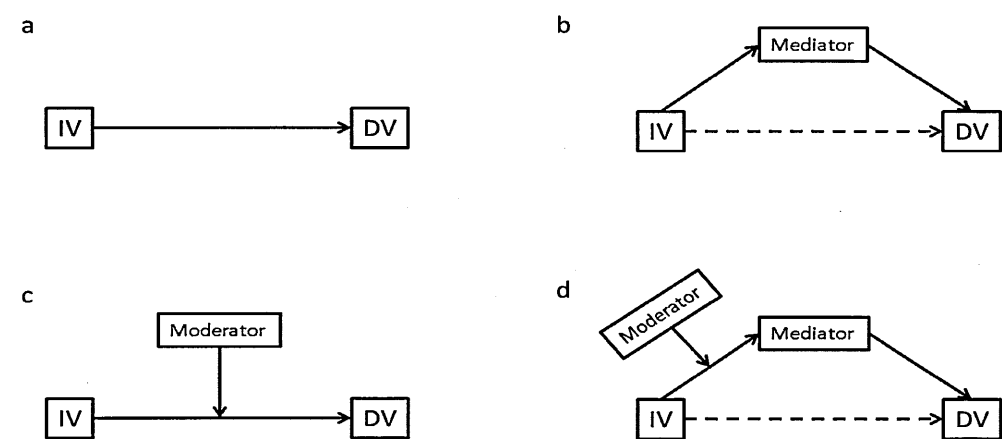 a
IV
DV
b
Mediator
IV
DV
c
Moderator
IV
DV
d
Moderator
Mediator
IV
DV